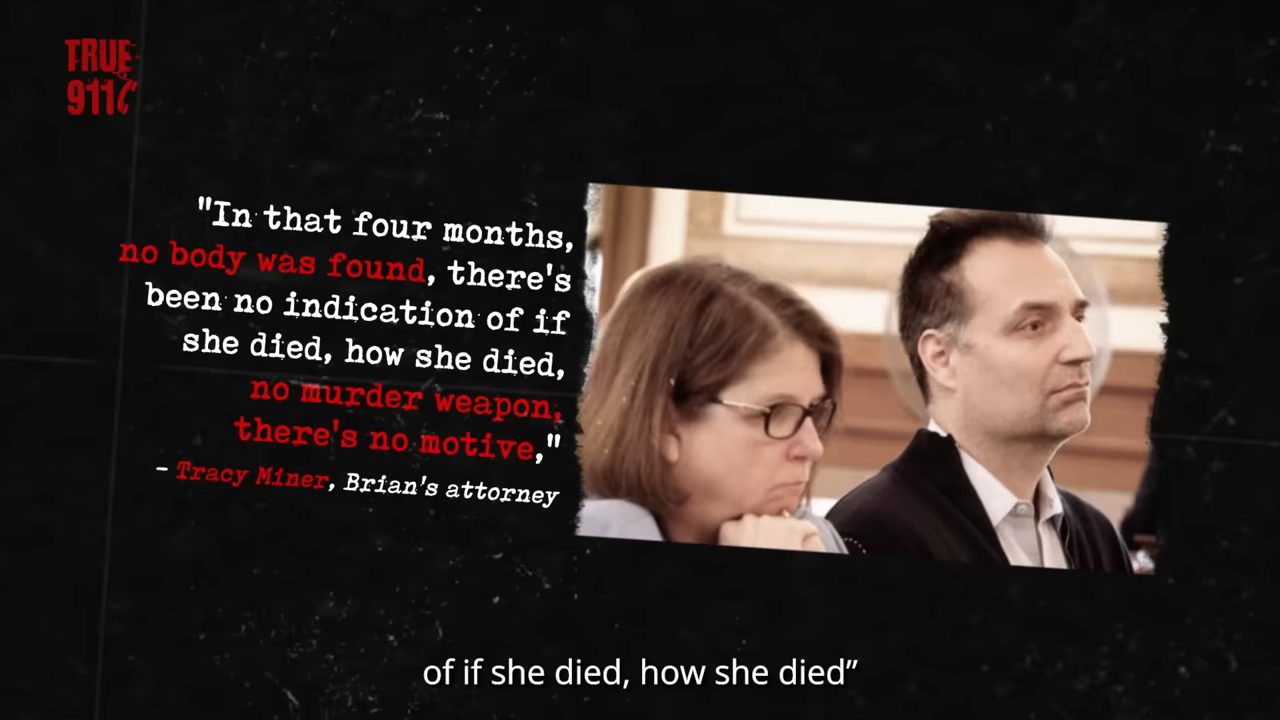 TRUE
911
"In that four months,
no body was found, there's
been no indication of if
she died, how she died,
no murder weapon,
there's no motive,"
- Tracy Miner, Brian's attorney
of if she died, how she died”